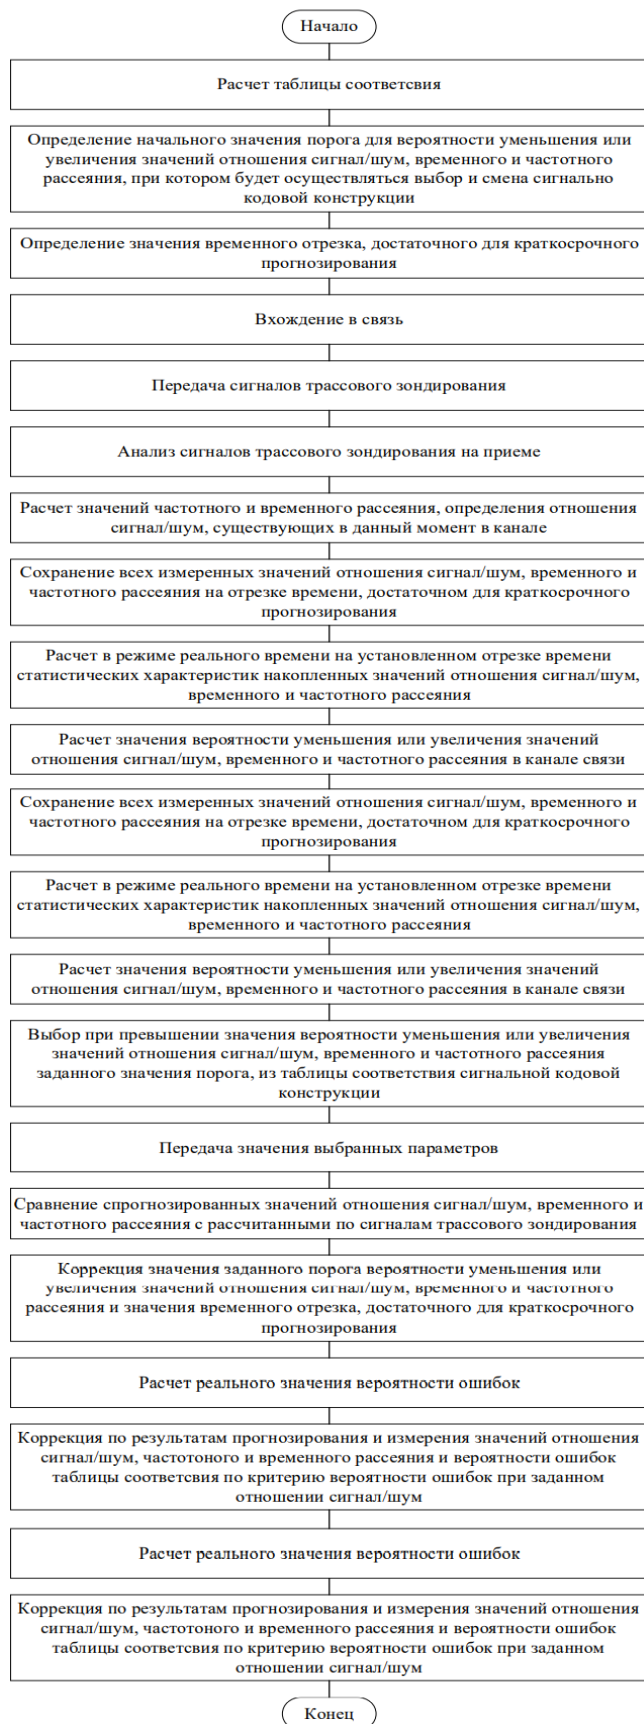 Начало
Расчет таблицы соответсвия
Определение начального значения порога для вероятности уменьшения или
увеличения значений отношения сигнал/шум, временного и частотного
рассеяния, при котором будет осуществляться выбор и смена сигнально
кодовой конструкции
Определение значения временного отрезка, достаточного для краткосрочного
прогнозирования
Вхождение в связь
Передача сигналов трассового зондирования
Анализ сигналов трассового зондирования на приеме
Расчет значений частотного и временного рассеяния, определения отношения
сигнал/шум, существующих в данный момент в канале
Сохранение всех измеренных значений отношения сигнал/шум, временного и
частотного рассеяния на отрезке времени, достаточном для краткосрочного
прогнозирования
Расчет в режиме реального времени на установленном отрезке времени
статистических характеристик накопленных значений отношения сигнал/шум,
временного и частотного рассеяния
Расчет значения вероятности уменьшения или увеличения значений
отношения сигнал/шум, временного и частотного рассеяния в канале связи
Сохранение всех измеренных значений отношения сигнал/шум, временного и
частотного рассеяния на отрезке времени, достаточном для краткосрочного
прогнозирования
Расчет в режиме реального времени на установленном отрезке времени
статистических характеристик накопленных значений отношения сигнал/шум,
временного и частотного рассеяния
Расчет значения вероятности уменьшения или увеличения значений
отношения сигнал/шум, временного и частотного рассеяния в канале связи
Выбор при превышении значения вероятности уменьшения или увеличения
значений отношения сигнал/шум, временного и частотного рассеяния
заданного значения порога, из таблицы соответствия сигнальной кодовой
конструкции
Передача значения выбранных параметров
Сравнение спрогнозированных значений отношения сигнал/шум, временного и
частотного рассеяния с рассчитанными по сигналам трассового зондирования
Коррекция значения заданного порога вероятности уменьшения или
увеличения значений отношения сигнал/шум, временного и частотного
рассеяния и значения временного отрезка, достаточного для краткосрочного
прогнозирования
Расчет реального значения вероятности ошибок
Коррекция по результатам прогнозирования и измерения значений отношения
сигнал/шум, частотоного и временного рассеяния и вероятности ошибок
таблицы соответсвия по критерию вероятности ошибок при заданном
отношении сигнал/шум
Расчет реального значения вероятности ошибок
Коррекция по результатам прогнозирования и измерения значений отношения
сигнал/шум, частотоного и временного рассеяния и вероятности ошибок
таблицы соответсвия по критерию вероятности ошибок при заданном
отношении сигнал/шум
Конец